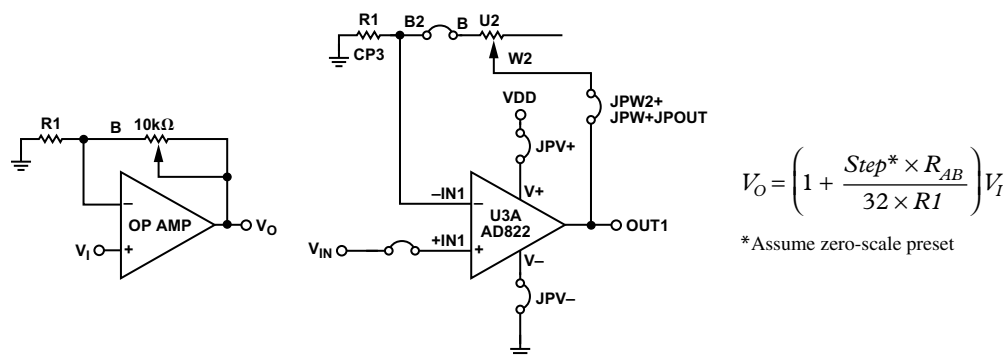 R1
B
10kΩ
−
OP AMP
+
V_I
V_O
R1
B2
B
U2
CP3
W2
VDD
JPW2+
JPW+JPOUT
JPV+
V+
−IN1
−
U3A
AD822
V_IN
+IN1
+
OUT1
V−
JPV−
V_O = (1 + (Step* × R_AB) / (32 × R1)) V_I
*Assume zero-scale preset